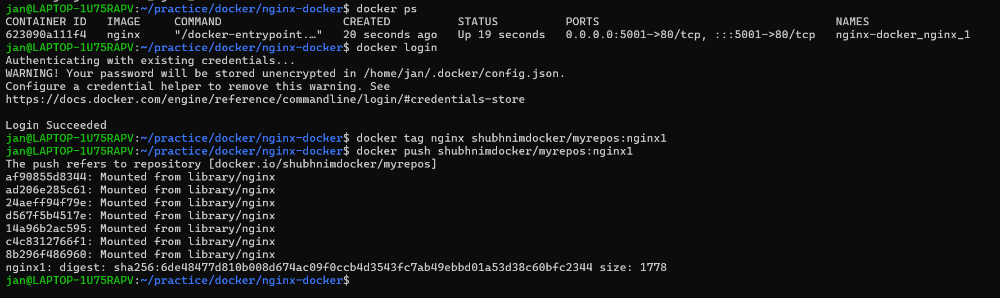 jan@LAPTOP-1U75RAPV:~/practice/docker/nginx-docker$ docker ps
CONTAINER ID   IMAGE     COMMAND                  CREATED          STATUS          PORTS                                   NAMES
623090a111f4   nginx     "/docker-entrypoint.…"   20 seconds ago   Up 19 seconds   0.0.0.0:5001->80/tcp, :::5001->80/tcp   nginx-docker_nginx_1
jan@LAPTOP-1U75RAPV:~/practice/docker/nginx-docker$ docker login
Authenticating with existing credentials...
WARNING! Your password will be stored unencrypted in /home/jan/.docker/config.json.
Configure a credential helper to remove this warning. See
https://docs.docker.com/engine/reference/commandline/login/#credentials-store

Login Succeeded
jan@LAPTOP-1U75RAPV:~/practice/docker/nginx-docker$ docker tag nginx shubhnimdocker/myrepos:nginx1
jan@LAPTOP-1U75RAPV:~/practice/docker/nginx-docker$ docker push shubhnimdocker/myrepos:nginx1
The push refers to repository [docker.io/shubhnimdocker/myrepos]
af90855d8344: Mounted from library/nginx
ad206e285c61: Mounted from library/nginx
24aeff94f79e: Mounted from library/nginx
d567f5b4517e: Mounted from library/nginx
14a96b2ac595: Mounted from library/nginx
c4c8312766f1: Mounted from library/nginx
8b296f486960: Mounted from library/nginx
nginx1: digest: sha256:6de48477d810b008d674ac09f0ccb4d3543fc7ab49ebbd01a53d38c60bfc2344 size: 1778
jan@LAPTOP-1U75RAPV:~/practice/docker/nginx-docker$